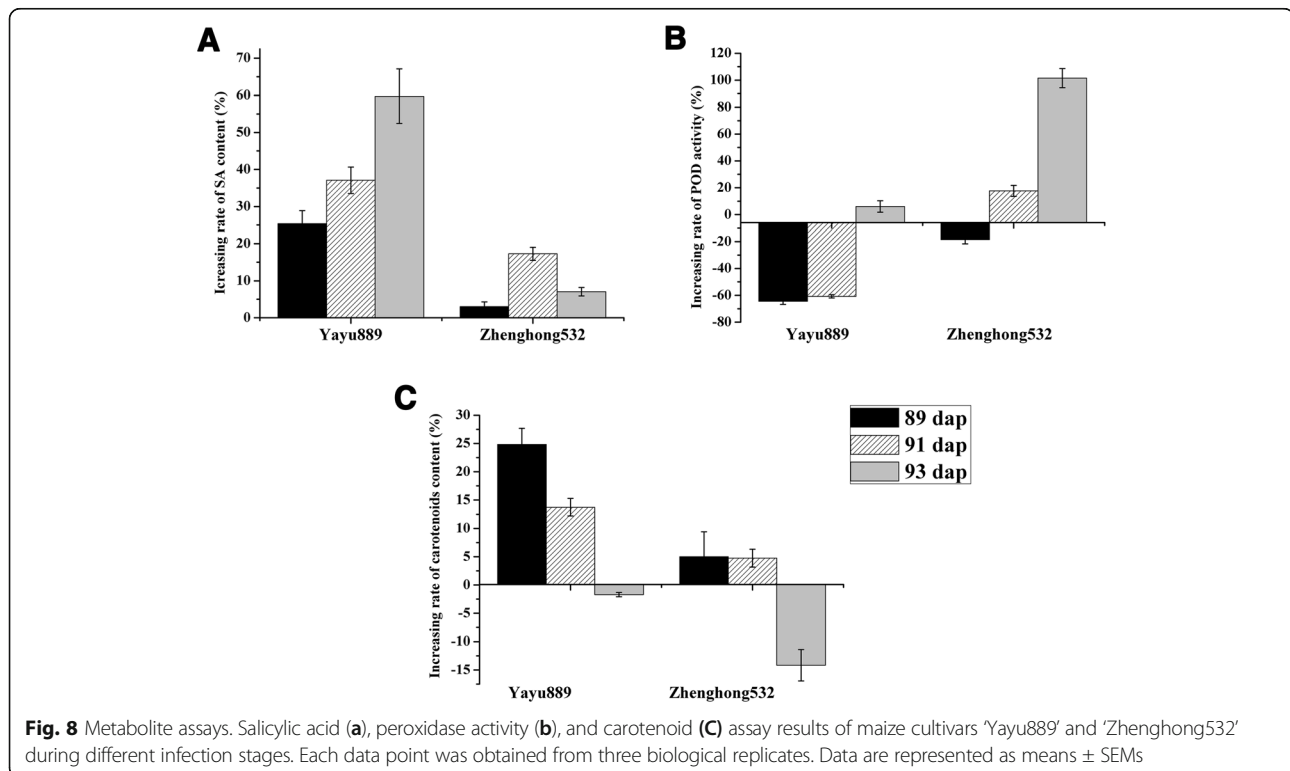 A
Icreasing rate of SA content (%)
70
60
50
40
30
20
10
0
Yayu889 Zhenghong532
B
Increasing rate of POD activity (%)
120
100
80
60
40
20
0
-20
-40
-60
-80
Yayu889 Zhenghong532
C
Increasing rate of carotenoids content (%)
30
25
20
15
10
5
0
-5
-10
-15
Yayu889 Zhenghong532
89 dap
91 dap
93 dap
Fig. 8 Metabolite assays. Salicylic acid (a), peroxidase activity (b), and carotenoid (C) assay results of maize cultivars ‘Yayu889’ and ‘Zhenghong532’
during different infection stages. Each data point was obtained from three biological replicates. Data are represented as means ± SEMs